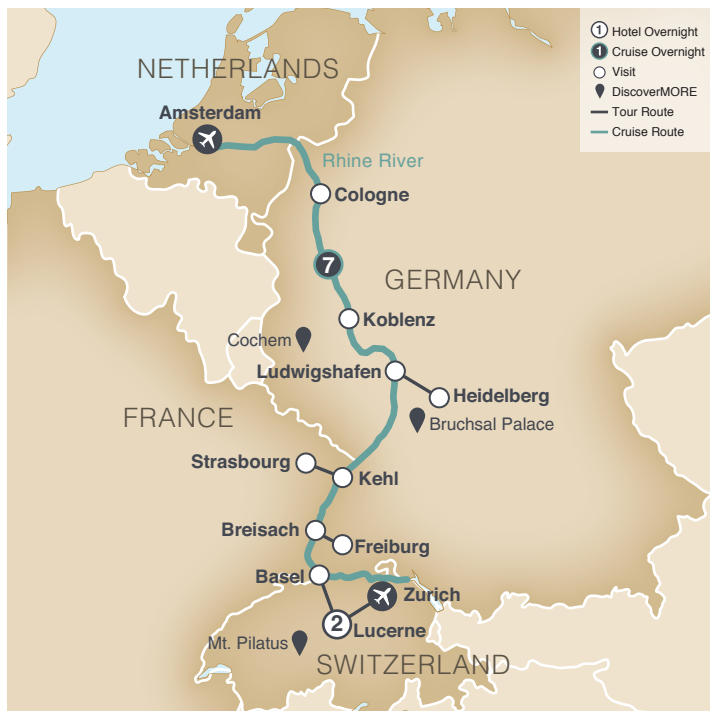 1 Hotel Overnight
1 Cruise Overnight
Visit
DiscoverMORE
Tour Route
Cruise Route
NETHERLANDS
Amsterdam
Rhine River
Cologne
7
GERMANY
Koblenz
Cochem
Ludwigshafen
Heidelberg
FRANCE
Bruchsal Palace
Strasbourg
Kehl
Breisach
Freiburg
Basel
Zurich
2
Lucerne
Mt. Pilatus
SWITZERLAND